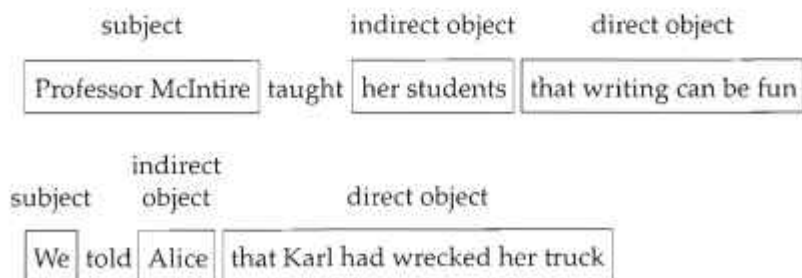 subject indirect object direct object
Professor McIntire taught her students that writing can be fun
indirect
subject object direct object
We told Alice that Karl had wrecked her truck